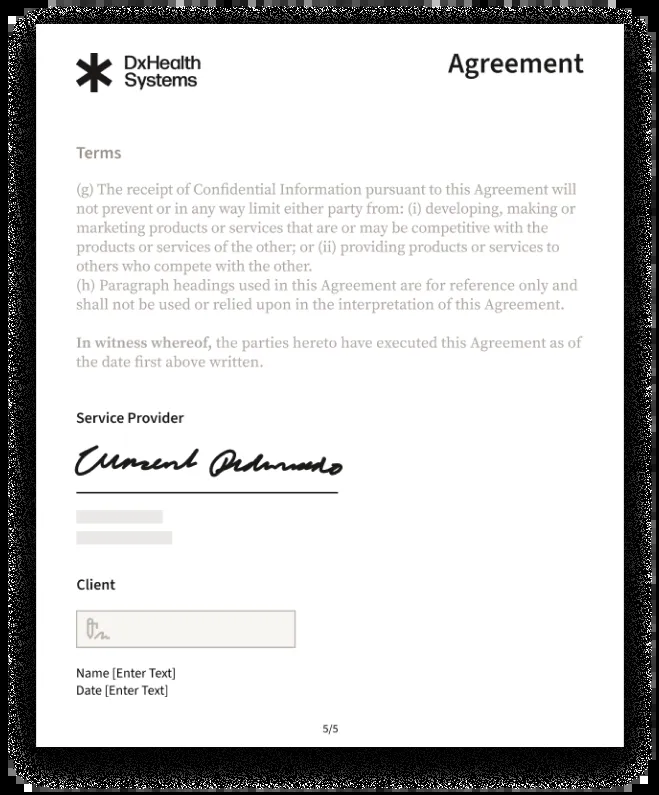 DxHealth
Systems
Agreement
Terms
(g) The receipt of Confidential Information pursuant to this Agreement will
not prevent or in any way limit either party from: (i) developing, making or
marketing products or services that are or may be competitive with the
products or services of the other; or (ii) providing products or services to
others who compete with the other.
(h) Paragraph headings used in this Agreement are for reference only and
shall not be used or relied upon in the interpretation of this Agreement.
In witness whereof, the parties hereto have executed this Agreement as of
the date first above written.
Service Provider
Client
Name [Enter Text]
Date [Enter Text]
5/5